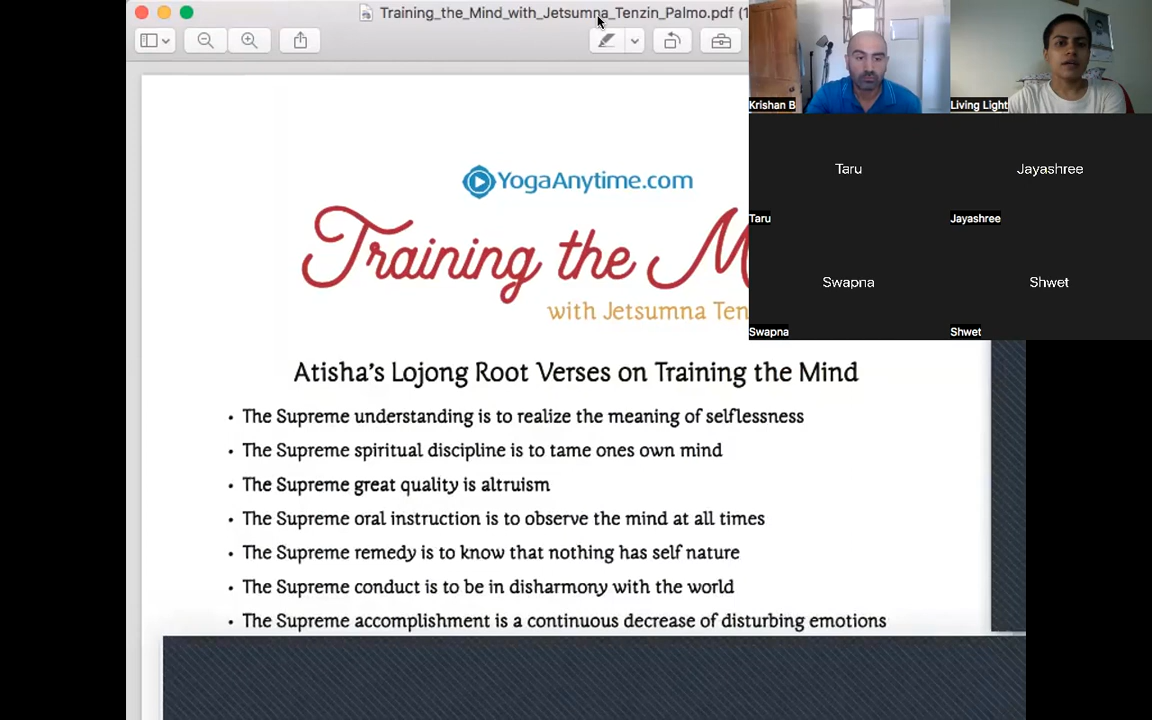 Training_the_Mind_with_Jetsumna_Tenzin_Palmo.pdf (1
YogaAnytime.com
Training the M
with Jetsumna Ten
Atisha's Lojong Root Verses on Training the Mind
• The Supreme understanding is to realize the meaning of selflessness
• The Supreme spiritual discipline is to tame ones own mind
• The Supreme great quality is altruism
• The Supreme oral instruction is to observe the mind at all times
• The Supreme remedy is to know that nothing has self nature
• The Supreme conduct is to be in disharmony with the world
• The Supreme accomplishment is a continuous decrease of disturbing emotions
Krishan B
Living Light
Taru
Jayashree
Taru
Jayashree
Swapna
Shwet
Swapna
Shwet